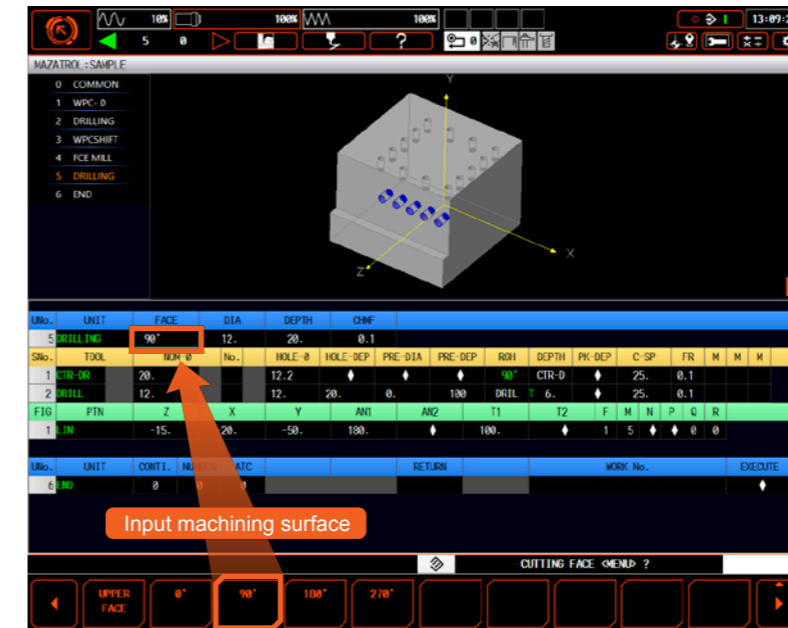 10% 100% 100% 13:09:2
5 0 ? 0
MAZATROL :SAMPLE
0 COMMON
1 WPC- 0
2 DRILLING
3 WPCSHIFT
4 FCE MILL
5 DRILLING
6 END
Y
X
Z
UNo. UNIT FACE DIA DEPTH CHMF
5 DRILLING 90° 12. 20. 0.1
SNo. TOOL NOM-Ø No. HOLE-Ø HOLE-DEP PRE-DIA PRE-DEP RGH DEPTH PK-DEP C-SP FR M M M
1 CTR-DR 20. 12.2 ♦ ♦ ♦ 90° CTR-D ♦ 25. 0.1
2 DRILL 12. 12. 20. 0. 100 DRIL T 6. ♦ 25. 0.1
FIG PTN Z X Y AN1 AN2 T1 T2 F M N P Q R
1 LIN -15. -20. -50. 180. ♦ 100. ♦ 1 5 ♦ ♦ 0 0
UNo. UNIT CONTI. ATC RETURN WORK No. EXECUTE
6 END 0 0 0 ♦
Input machining surface
CUTTING FACE <MENU> ?
UPPER FACE 0° 90° 180° 270°